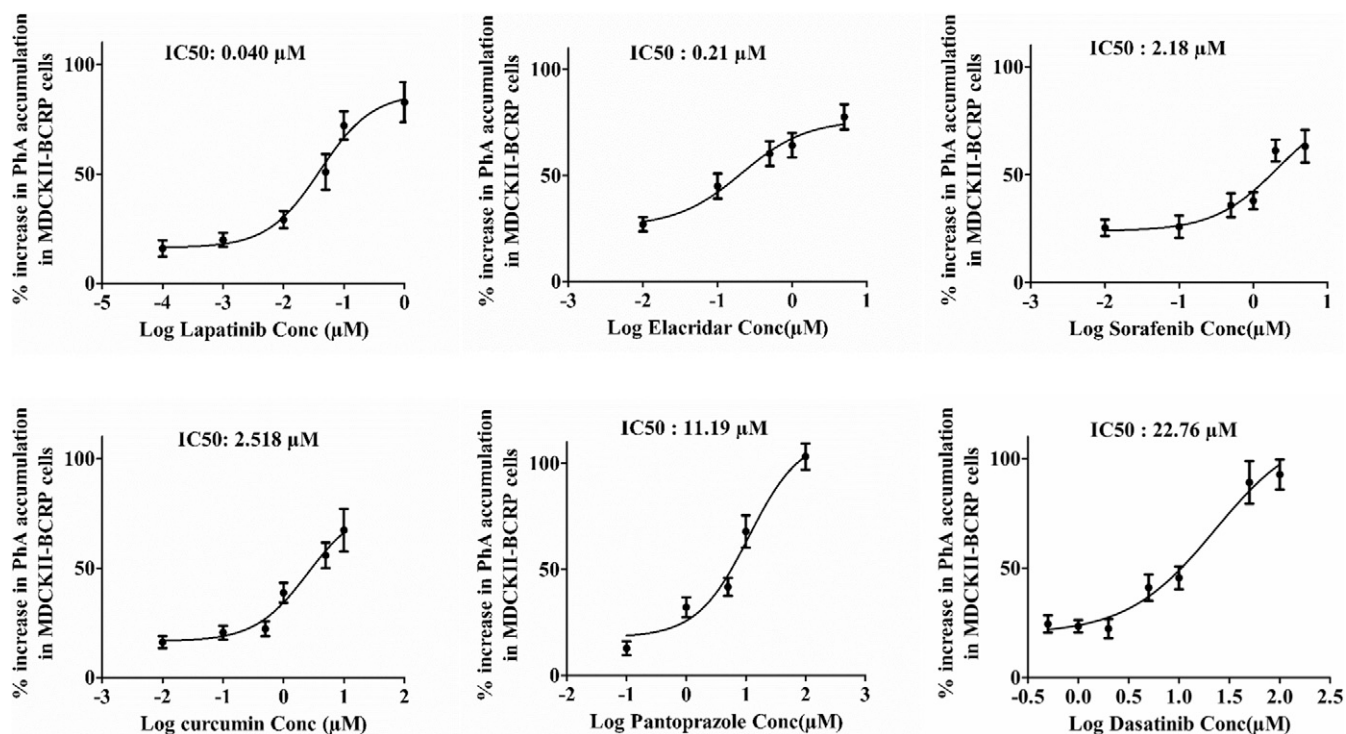 % increase in PhA accumulation
in MDCKII-BCRP cells
IC50: 0.040 µM
100
50
0
-5
-4
-3
-2
-1
0
Log Lapatinib Conc (µM)
% increase in PhA accumulation
in MDCKII-BCRP cells
IC50 : 0.21 µM
100
50
0
-3
-2
-1
0
1
Log Elacridar Conc(µM)
% increase in PhA accumulation
in MDCKII-BCRP cells
IC50 : 2.18 µM
100
50
0
-3
-2
-1
0
1
Log Sorafenib Conc(µM)
% increase in PhA accumulation
in MDCKII-BCRP cells
IC50: 2.518 µM
100
50
0
-3
-2
-1
0
1
2
Log curcumin Conc (µM)
% increase in PhA accumulation
in MDCKII-BCRP cells
IC50 : 11.19 µM
100
50
0
-2
-1
0
1
2
3
Log Pantoprazole Conc(µM)
% increase in PhA accumulation
in MDCKII-BCRP cells
IC50 : 22.76 µM
100
50
0
-0.5
0.0
0.5
1.0
1.5
2.0
2.5
Log Dasatinib Conc(µM)